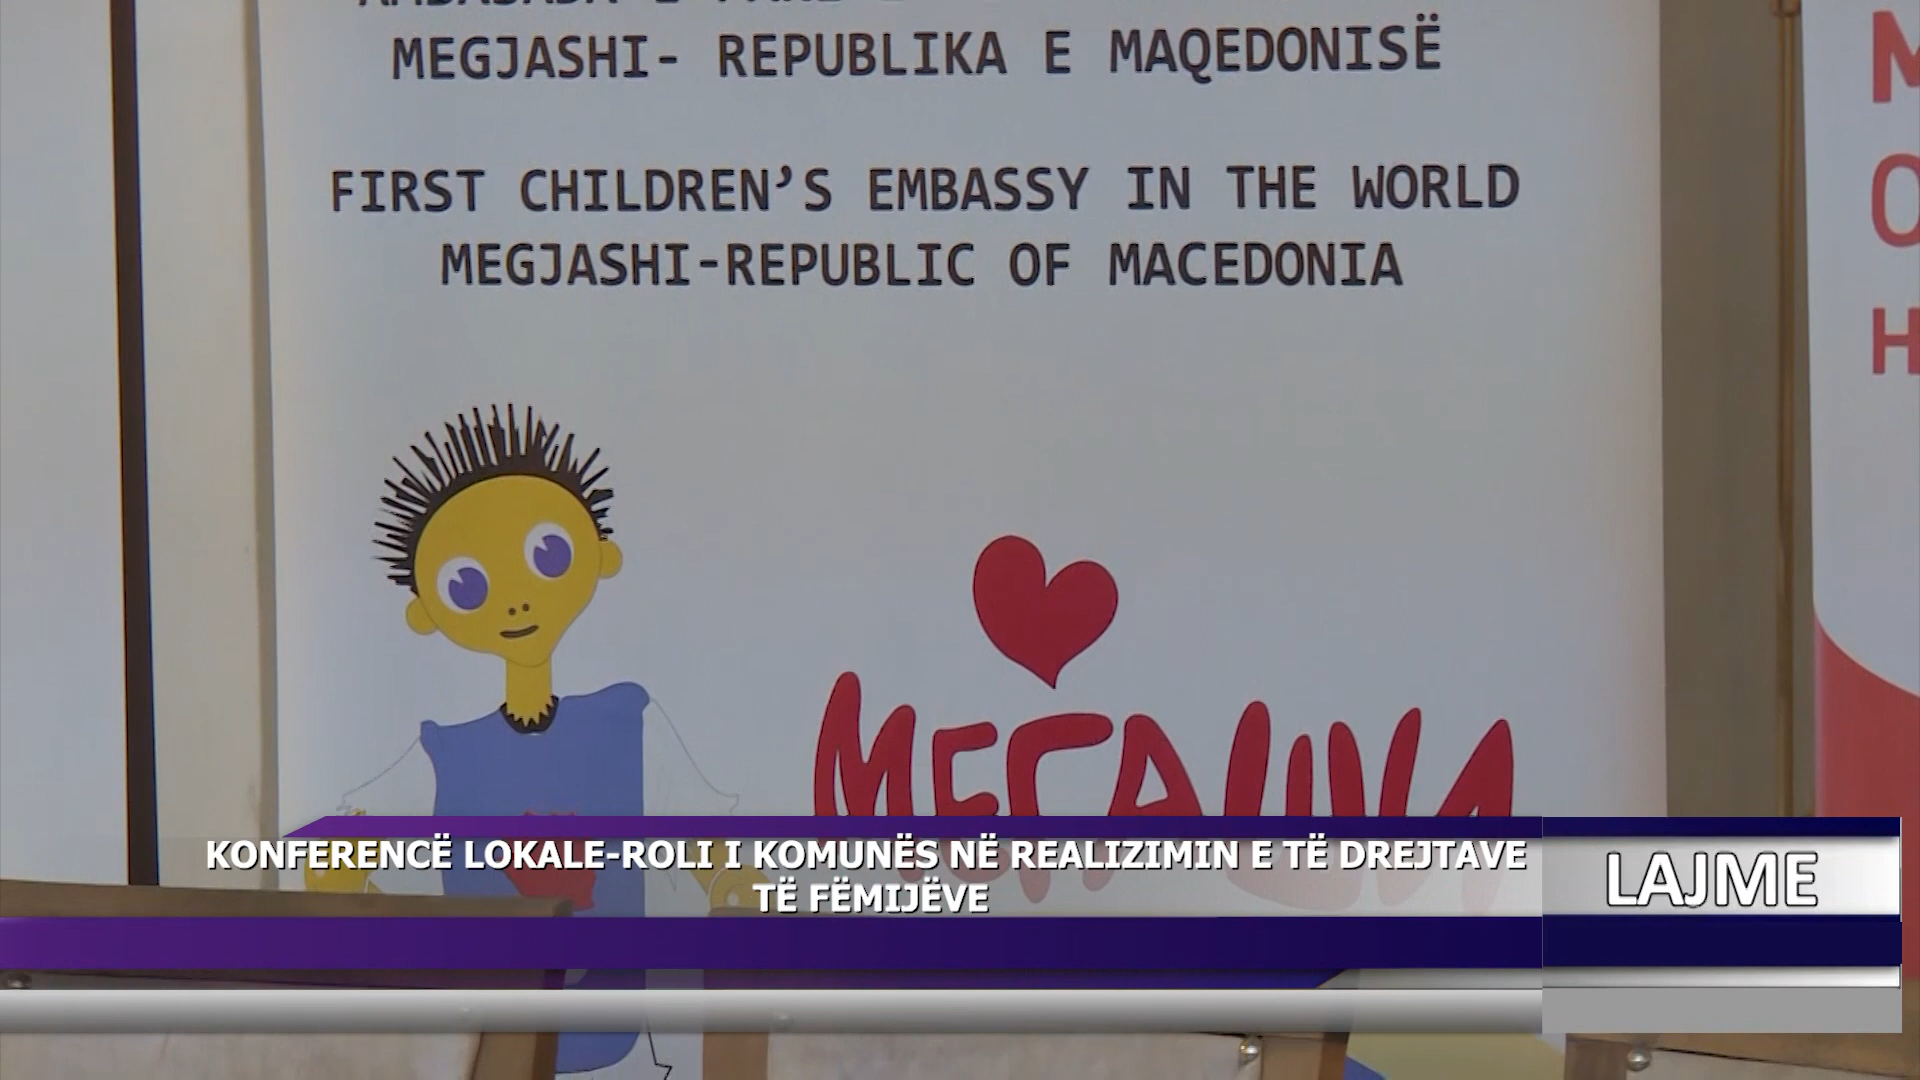 MEGJASHI- REPUBLIKA E MAQEDONISË
FIRST CHILDREN’S EMBASSY IN THE WORLD
MEGJASHI-REPUBLIC OF MACEDONIA
МЕЃАШИ
KONFERENCË LOKALE-ROLI I KOMUNËS NË REALIZIMIN E TË DREJTAVE
TË FËMIJËVE
LAJME